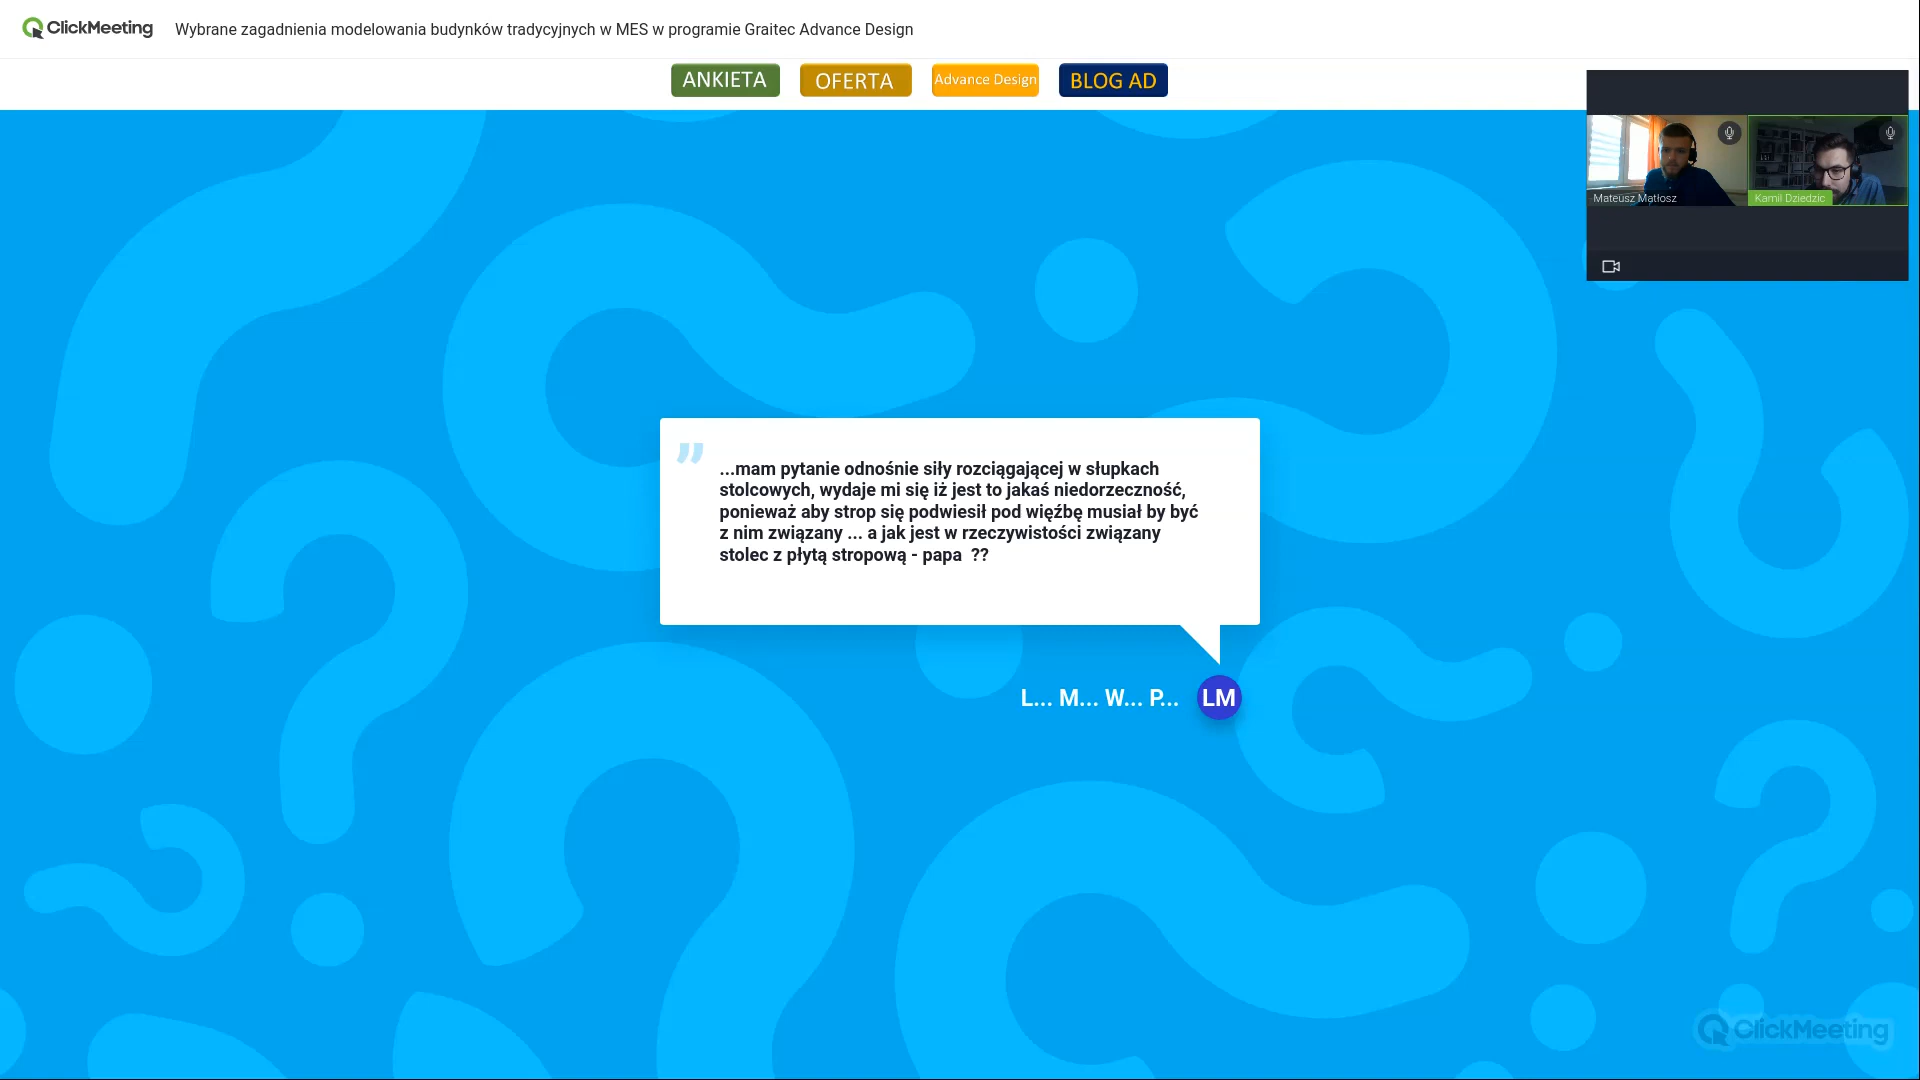 ClickMeeting
Wybrane zagadnienia modelowania budynków tradycyjnych w MES w programie Graitec Advance Design
ANKIETA
OFERTA
Advance Design
BLOG AD
Mateusz Matłosz
Kamil Dziedzic
...mam pytanie odnośnie siły rozciągającej w słupkach
stolcowych, wydaje mi się iż jest to jakaś niedorzeczność,
ponieważ aby strop się podwiesił pod więźbę musiał by być
z nim związany ... a jak jest w rzeczywistości związany
stolec z płytą stropową - papa ??
L... M... W... P...
LM
ClickMeeting